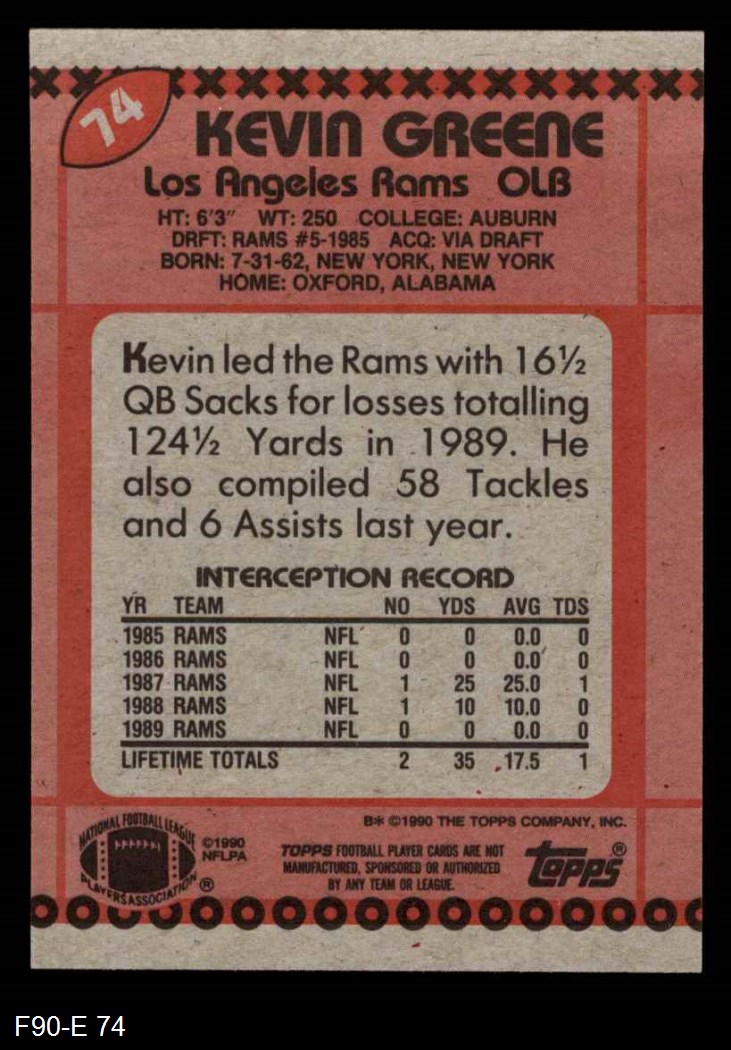 74
KEVIN GREENE
Los Angeles Rams OLB
HT: 6'3" WT: 250 COLLEGE: AUBURN
DRFT: RAMS #5-1985 ACQ: VIA DRAFT
BORN: 7-31-62, NEW YORK, NEW YORK
HOME: OXFORD, ALABAMA
Kevin led the Rams with 16½
QB Sacks for losses totalling
124½ Yards in 1989. He
also compiled 58 Tackles
and 6 Assists last year.
INTERCEPTION RECORD
YR TEAM NO YDS AVG TDS
1985 RAMS NFL 0 0 0.0 0
1986 RAMS NFL 0 0 0.0 0
1987 RAMS NFL 1 25 25.0 1
1988 RAMS NFL 1 10 10.0 0
1989 RAMS NFL 0 0 0.0 0
LIFETIME TOTALS 2 35 17.5 1
B* ©1990 THE TOPPS COMPANY, INC.
NATIONAL FOOTBALL LEAGUE
PLAYERS ASSOCIATION ®
©1990
NFLPA
TOPPS FOOTBALL PLAYER CARDS ARE NOT
MANUFACTURED, SPONSORED OR AUTHORIZED
BY ANY TEAM OR LEAGUE.
topps®
F90-E 74